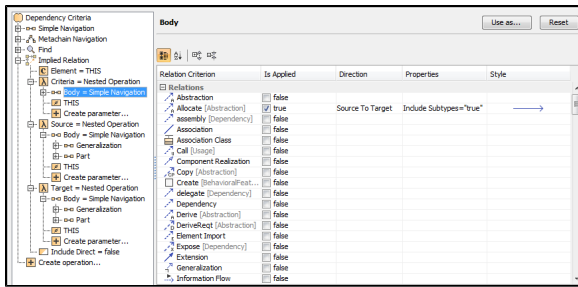 Dependency Criteria
Simple Navigation
Metachain Navigation
Find
Implied Relation
Element = THIS
Criteria = Nested Operation
Body = Simple Navigation
THIS
Create parameter...
Source = Nested Operation
Body = Simple Navigation
Generalization
Part
THIS
Create parameter...
Target = Nested Operation
Body = Simple Navigation
Generalization
Part
THIS
Create parameter...
Include Direct = false
Create operation...
Body
Use as...
Reset
Relation Criterion Is Applied Direction Properties Style
Relations
Abstraction false
Allocate [Abstraction] true Source To Target Include Subtypes="true"
assembly [Dependency] false
Association false
Association Class false
Call [Usage] false
Component Realization false
Copy [Abstraction] false
Create [BehavioralFeat... false
delegate [Dependency] false
Dependency false
Derive [Abstraction] false
DeriveReqt [Abstraction] false
Element Import false
Expose [Dependency] false
Extension false
Generalization false
Information Flow false